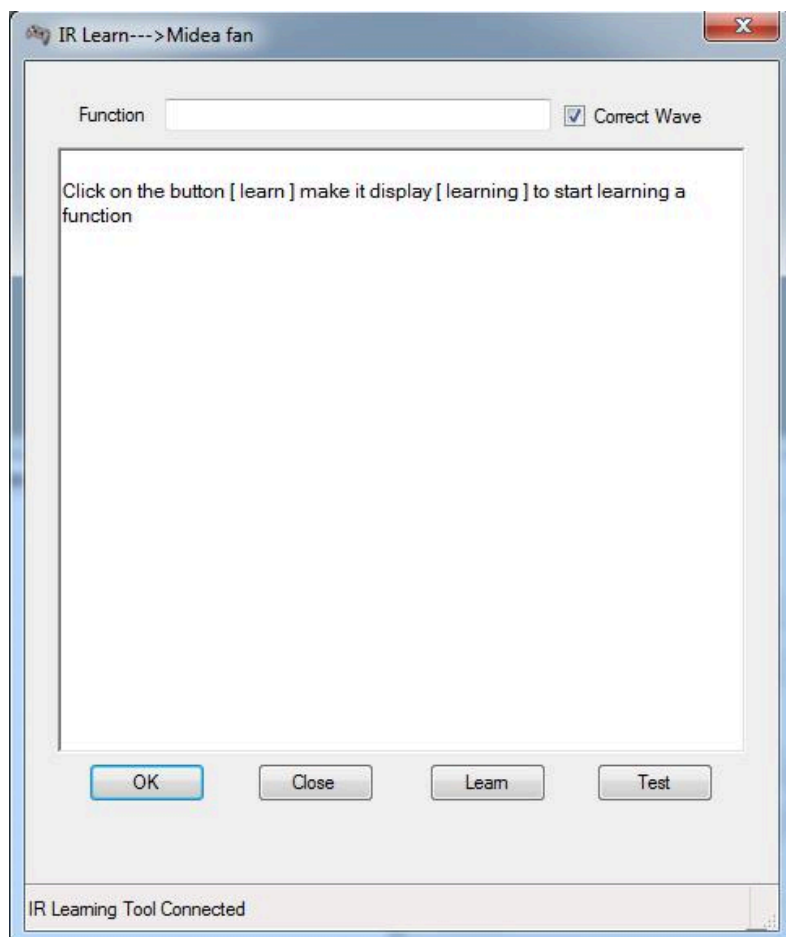 IR Learn--->Midea fan
Function
Correct Wave
Click on the button [ learn ] make it display [ learning ] to start learning a
function
OK
Close
Learn
Test
IR Learning Tool Connected